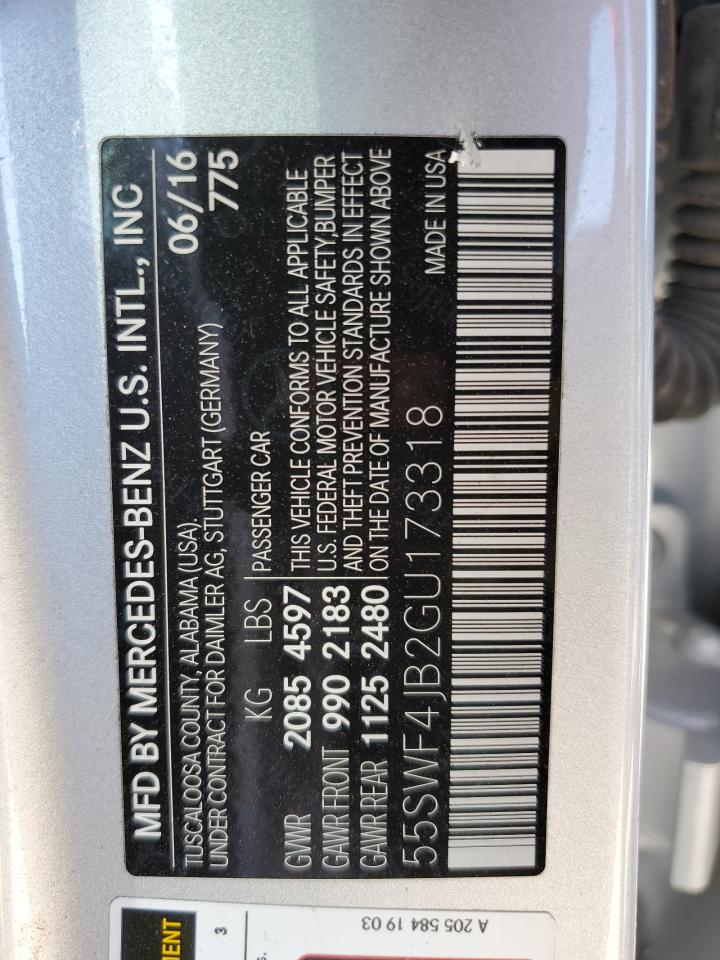 MFD BY MERCEDES-BENZ U.S. INTL., INC
TUSCALOOSA COUNTY, ALABAMA (USA), 06/16
UNDER CONTRACT FOR DAIMLER AG, STUTTGART (GERMANY) 775
KG LBS PASSENGER CAR
GVWR 2085 4597 THIS VEHICLE CONFORMS TO ALL APPLICABLE
GAWR FRONT 990 2183 U.S. FEDERAL MOTOR VEHICLE SAFETY,BUMPER
AND THEFT PREVENTION STANDARDS IN EFFECT
GAWR REAR 1125 2480 ON THE DATE OF MANUFACTURE SHOWN ABOVE
55SWF4JB2GU173318 MADE IN USA
3
A 205 584 19 03